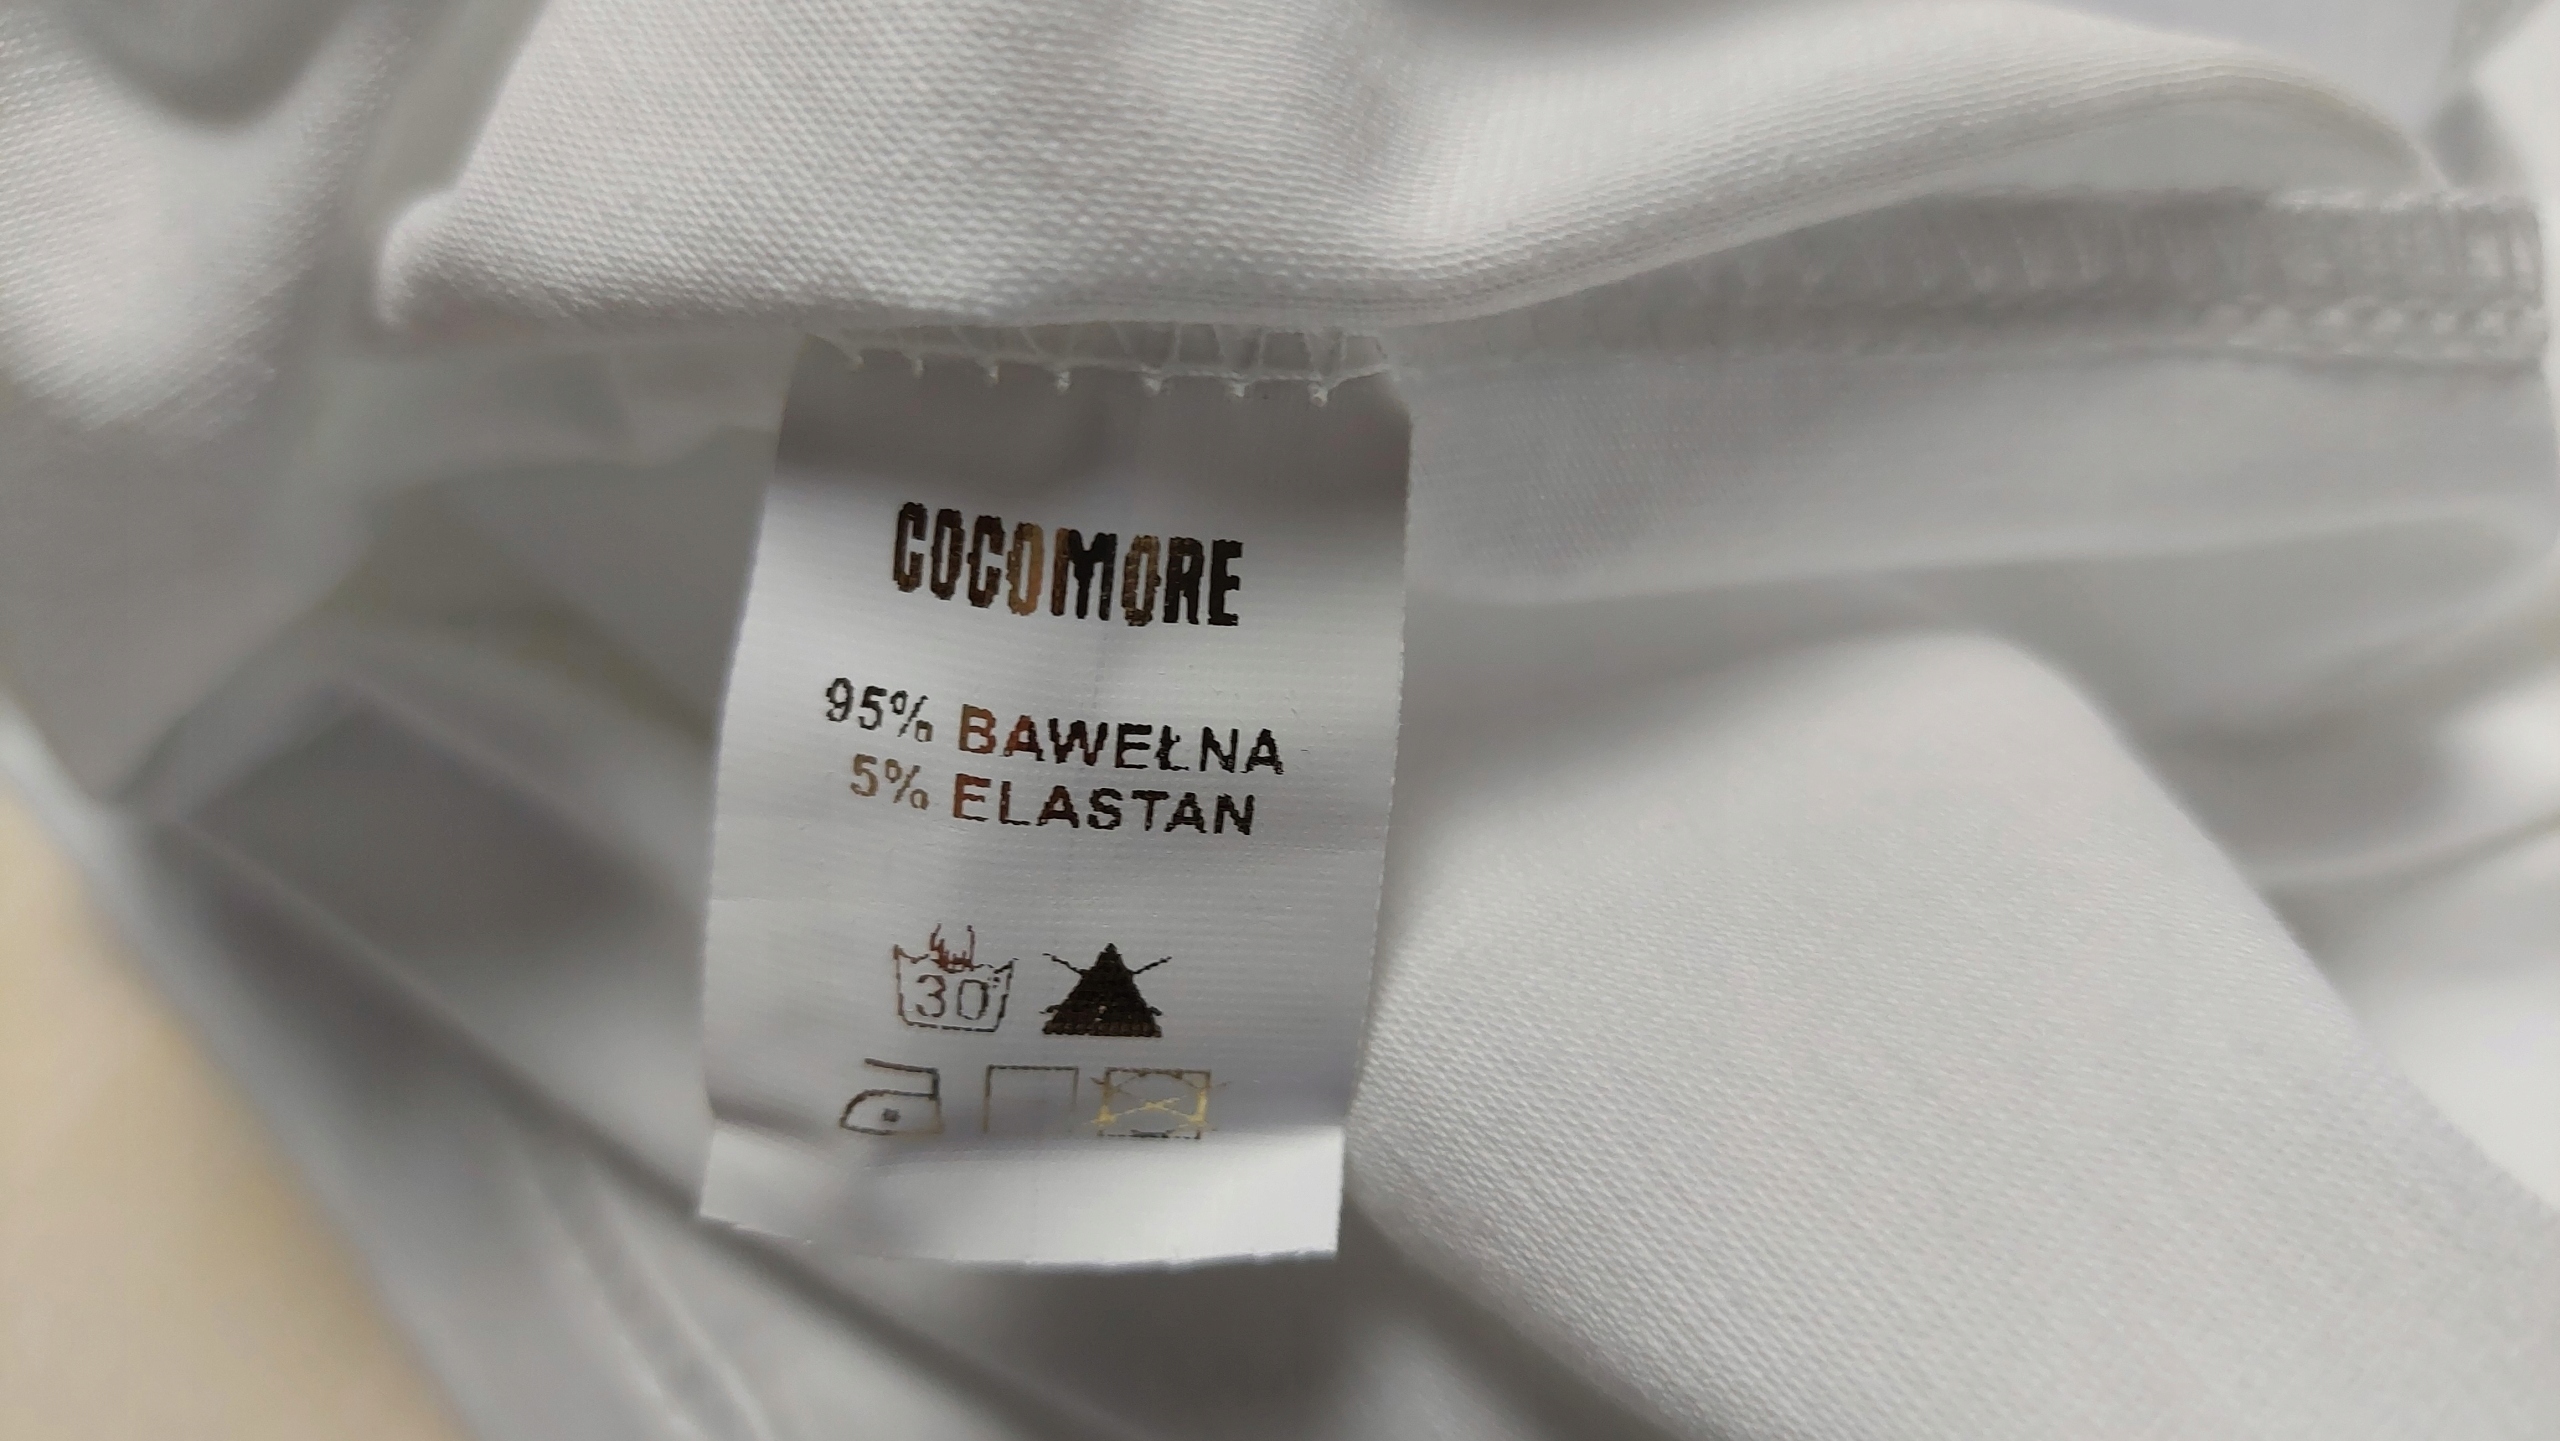 COCOMORE
95% BAWEŁNA
5% ELASTAN
30°